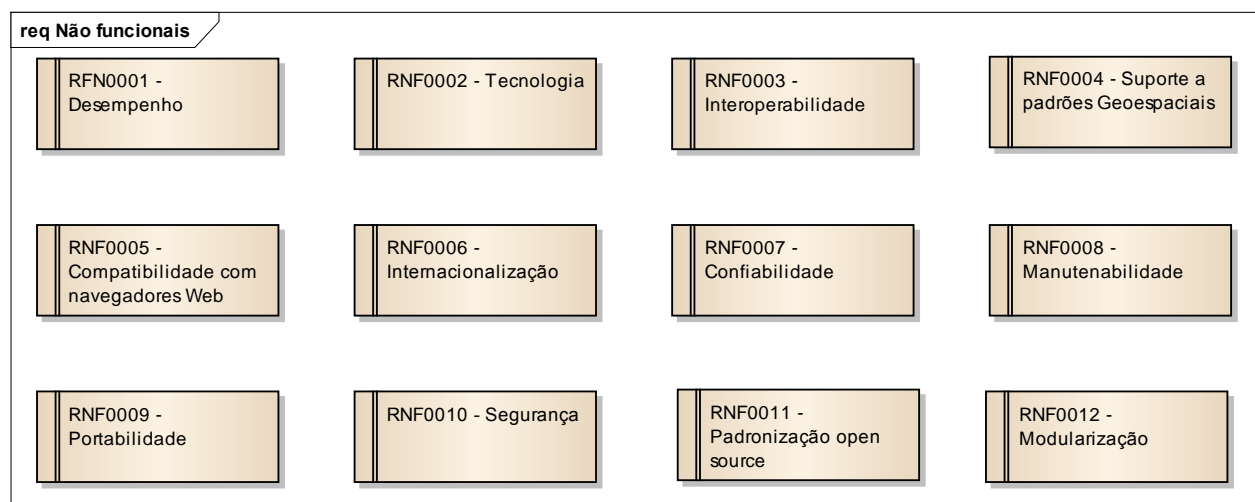 req Não funcionais
RFN0001 -
Desempenho
RNF0002 - Tecnologia
RNF0003 -
Interoperabilidade
RNF0004 - Suporte a
padrões Geoespaciais
RNF0005 -
Compatibilidade com
navegadores Web
RNF0006 -
Internacionalização
RNF0007 -
Confiabilidade
RNF0008 -
Manutenabilidade
RNF0009 -
Portabilidade
RNF0010 - Segurança
RNF0011 -
Padronização open
source
RNF0012 -
Modularização